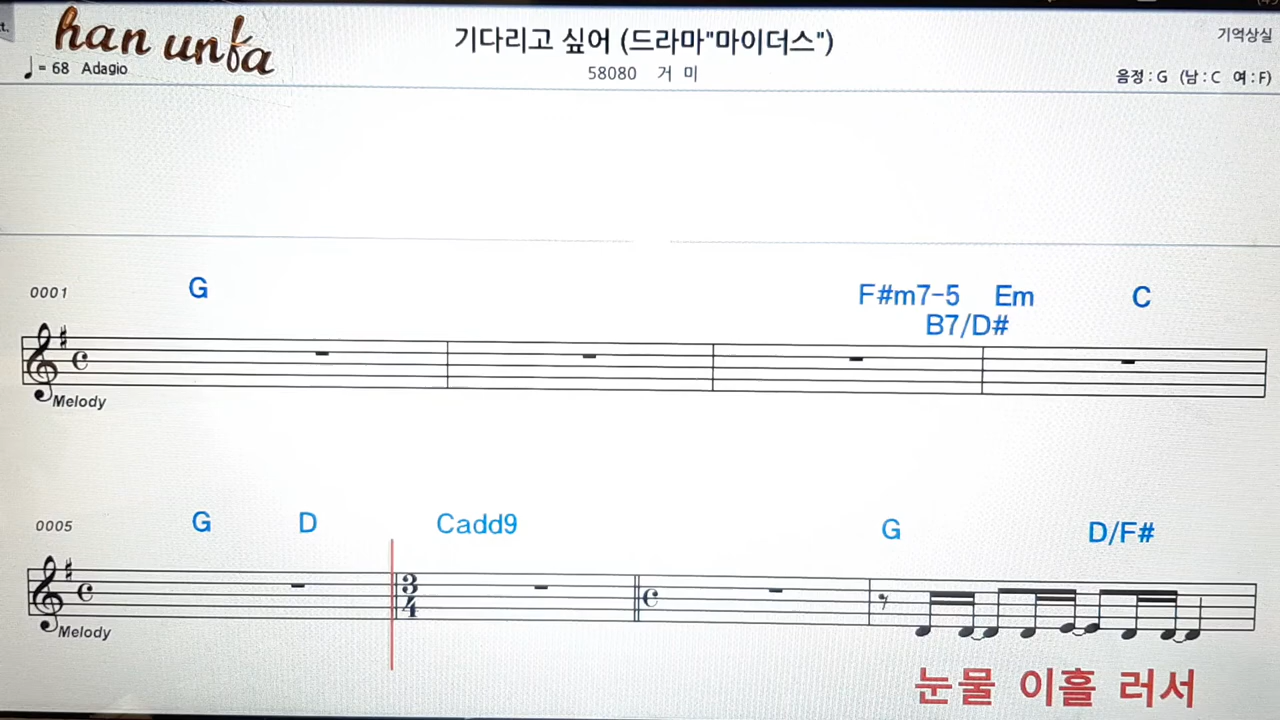 han unfa
♩= 68 Adagio
기다리고 싶어 (드라마"마이더스")
58080 거 미
기억상실
음정 : G (남 : C 여 : F)
0001 G F#m7-5 Em C
B7/D#
Melody
0005 G D Cadd9 G D/F#
3
4
Melody
눈물 이흘 러서